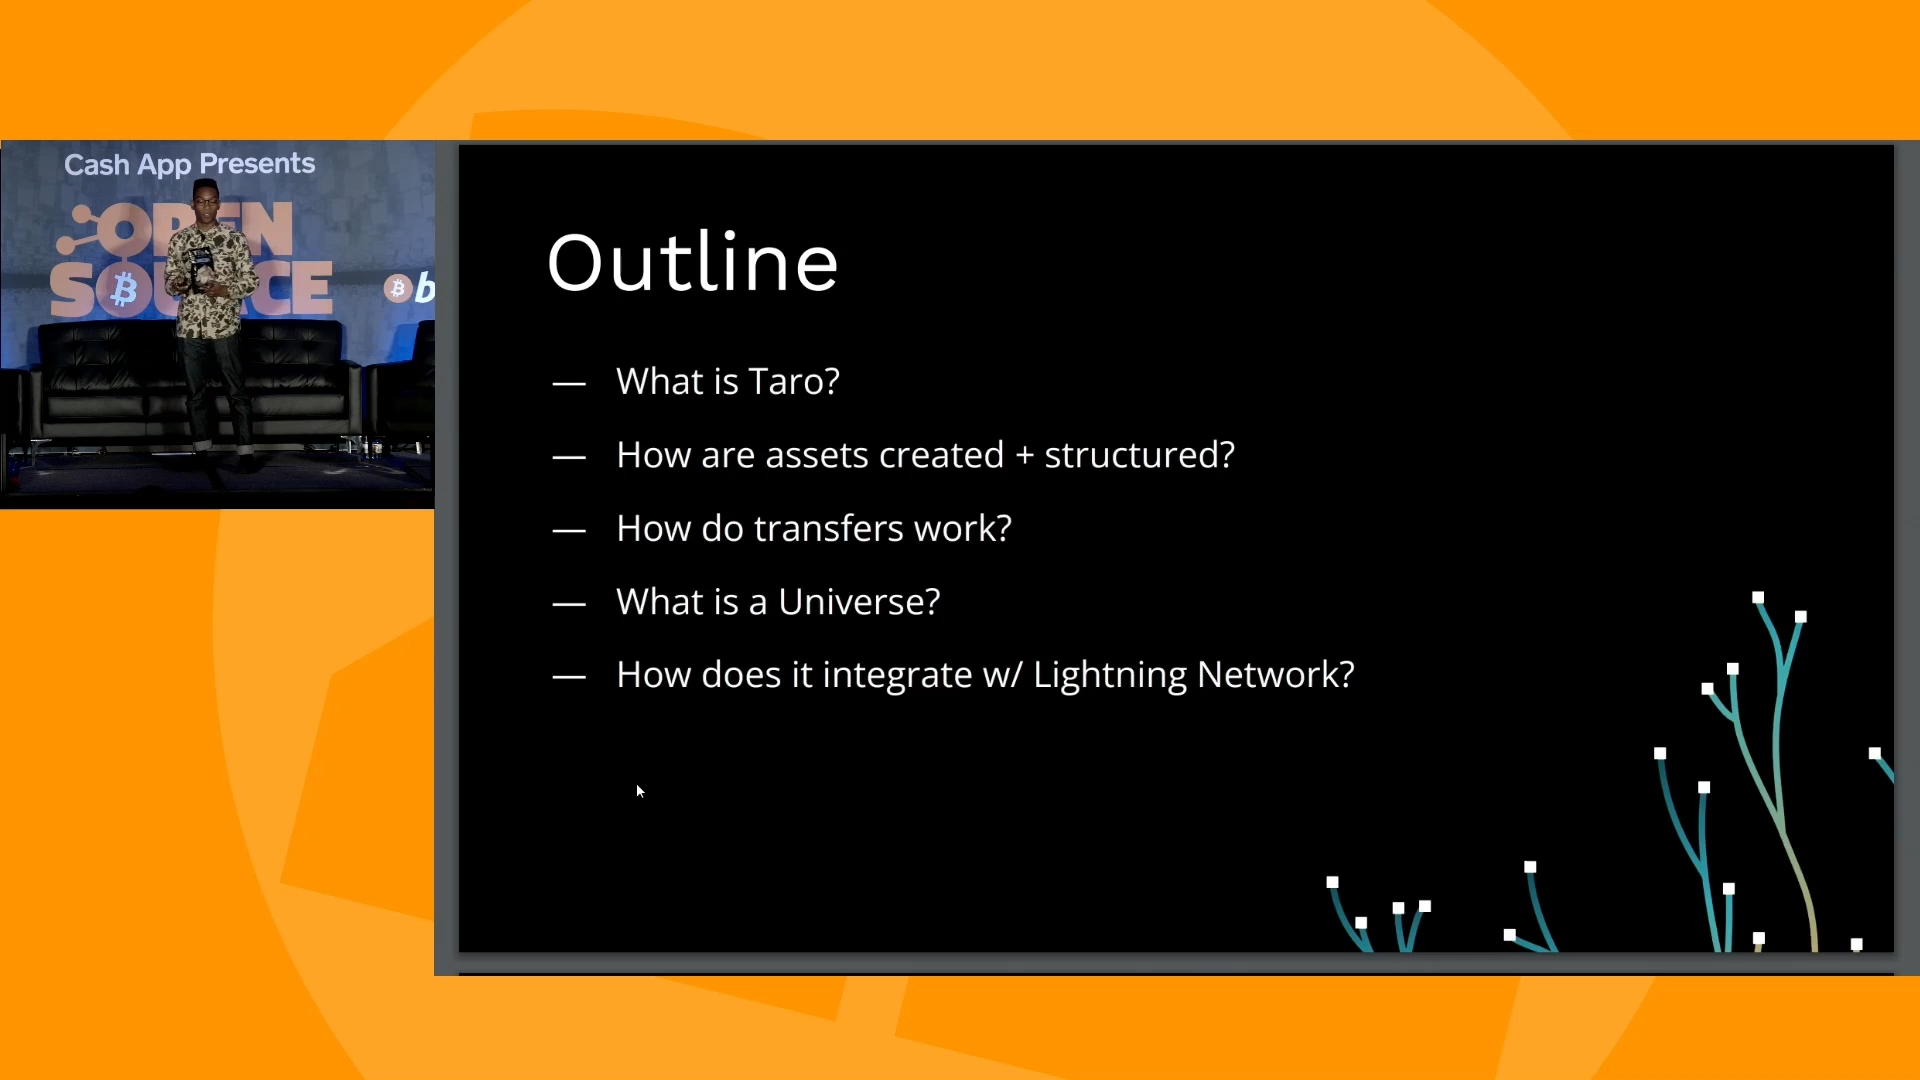 Cash App Presents
OPEN
SOURCE
b
Outline
— What is Taro?
— How are assets created + structured?
— How do transfers work?
— What is a Universe?
— How does it integrate w/ Lightning Network?